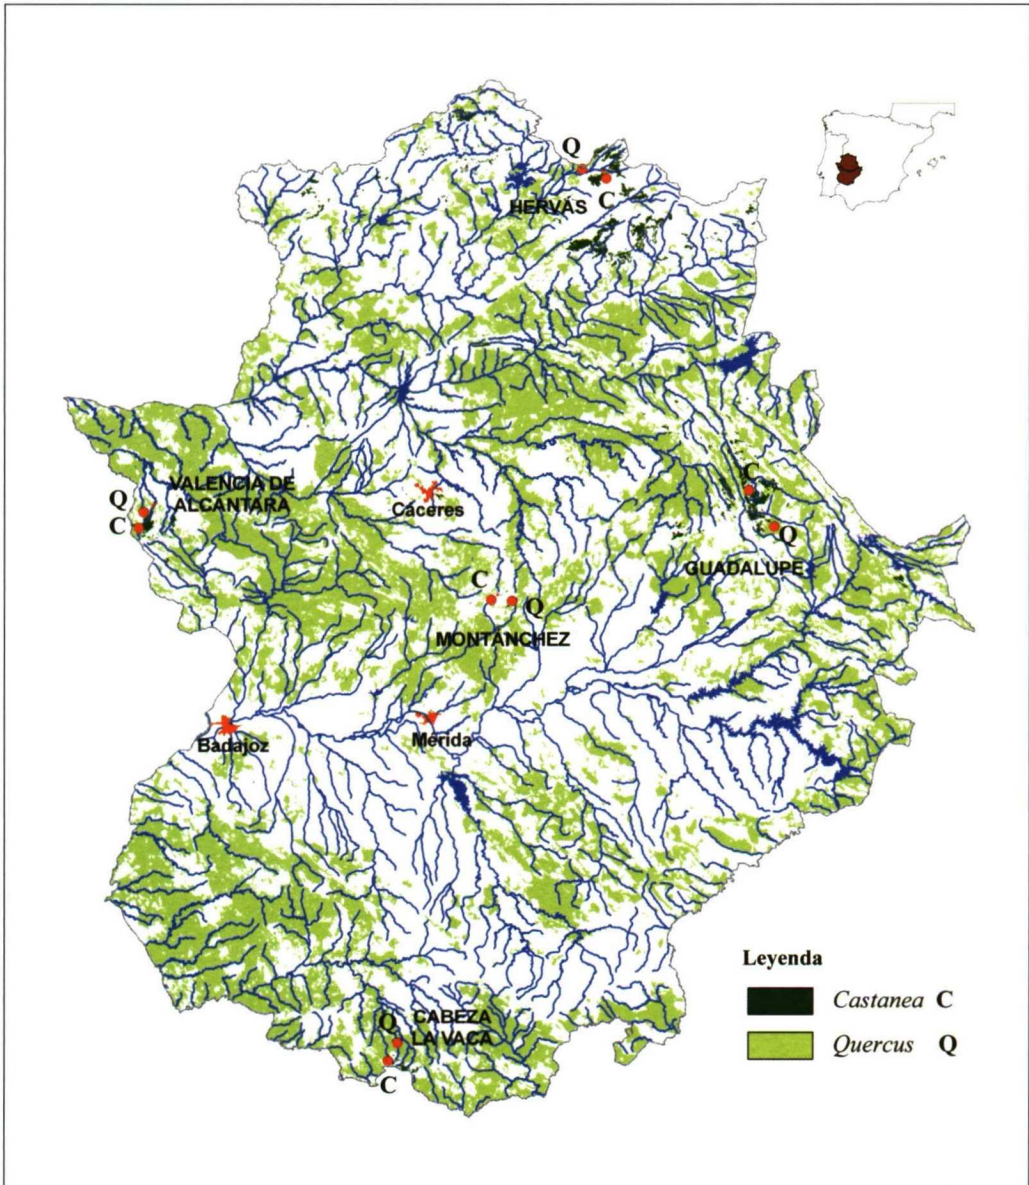 Q
C
HERVÁS
VALENCIA DE
ALCÁNTARA
Q
C
Cáceres
C
Q
GUADALUPE
C
Q
MONTÁNCHEZ
Badajoz
Mérida
Leyenda
Castanea C
Quercus Q
CABEZA
LA VACA
Q
C